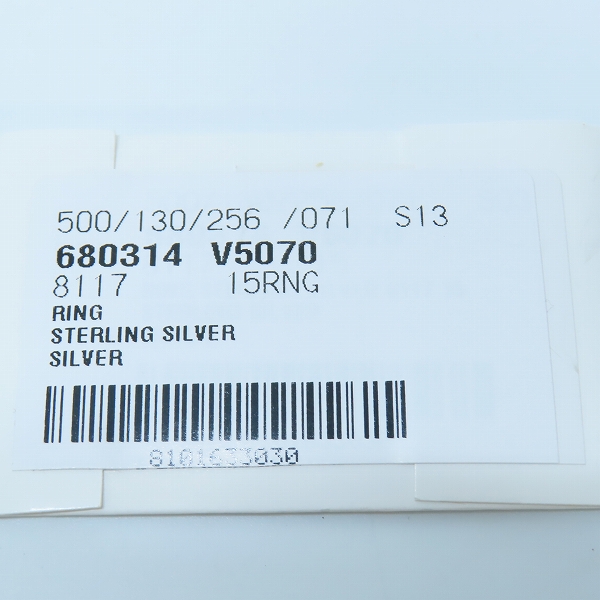 500/130/256 /071 S13
680314 V5070
8117 15RNG
RING
STERLING SILVER
SILVER